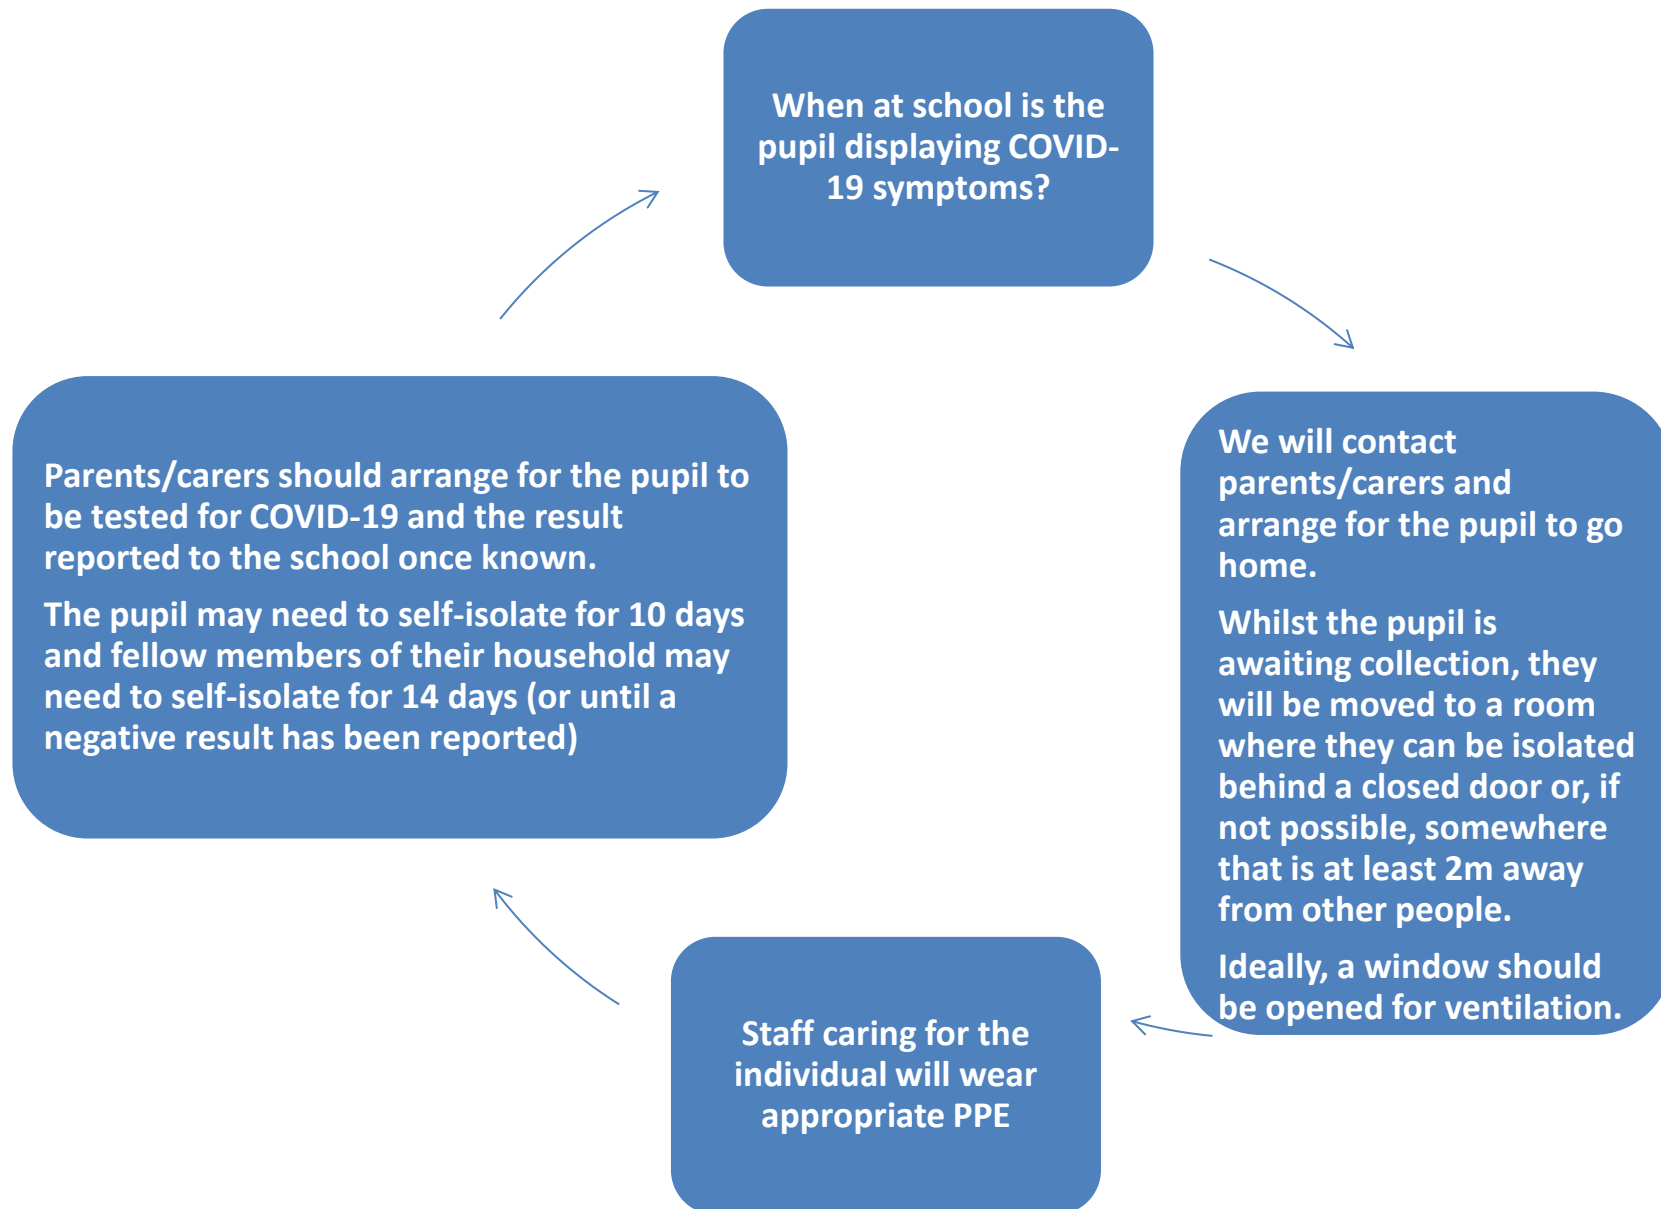 When at school is the
pupil displaying COVID-
19 symptoms?
We will contact
parents/carers and
arrange for the pupil to go
home.
Whilst the pupil is
awaiting collection, they
will be moved to a room
where they can be isolated
behind a closed door or, if
not possible, somewhere
that is at least 2m away
from other people.
Ideally, a window should
be opened for ventilation.
Staff caring for the
individual will wear
appropriate PPE
Parents/carers should arrange for the pupil to
be tested for COVID-19 and the result
reported to the school once known.
The pupil may need to self-isolate for 10 days
and fellow members of their household may
need to self-isolate for 14 days (or until a
negative result has been reported)